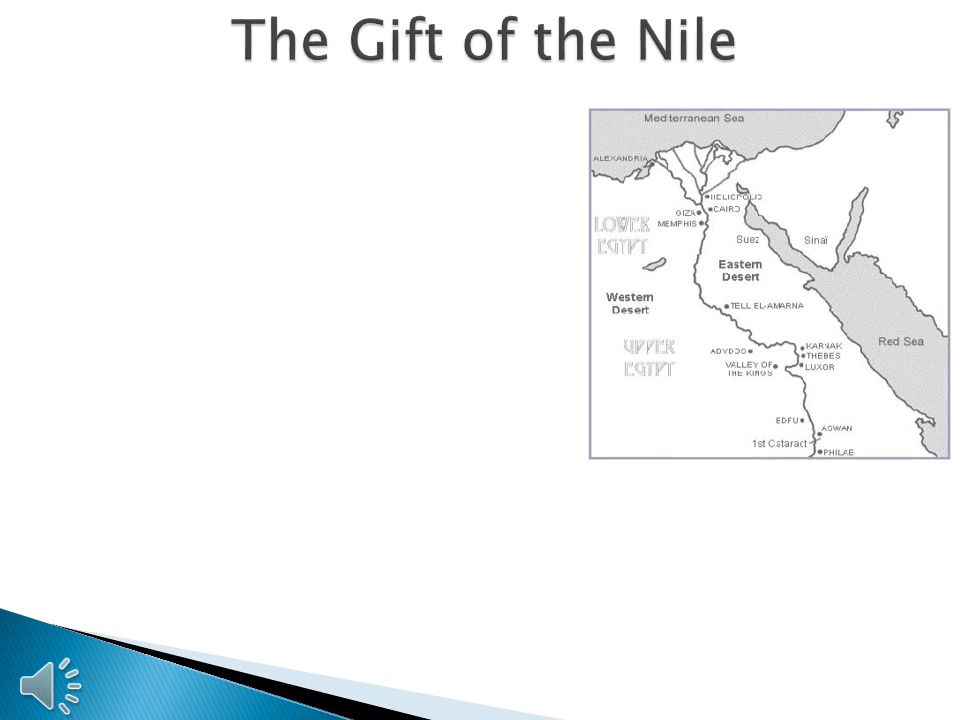 The Gift of the Nile
Mediterranean Sea
ALEXANDRIA
HELIOPOLIS
CAIRO
GIZA
MEMPHIS
LOWER
EGYPT
Suez
Sinaï
Eastern
Desert
Western
Desert
TELL EL-AMARNA
UPPER
EGYPT
ABYDOS
KARNAK
THEBES
LUXOR
VALLEY OF
THE KINGS
Red Sea
EDFU
ASWAN
1st Cataract
PHILAE